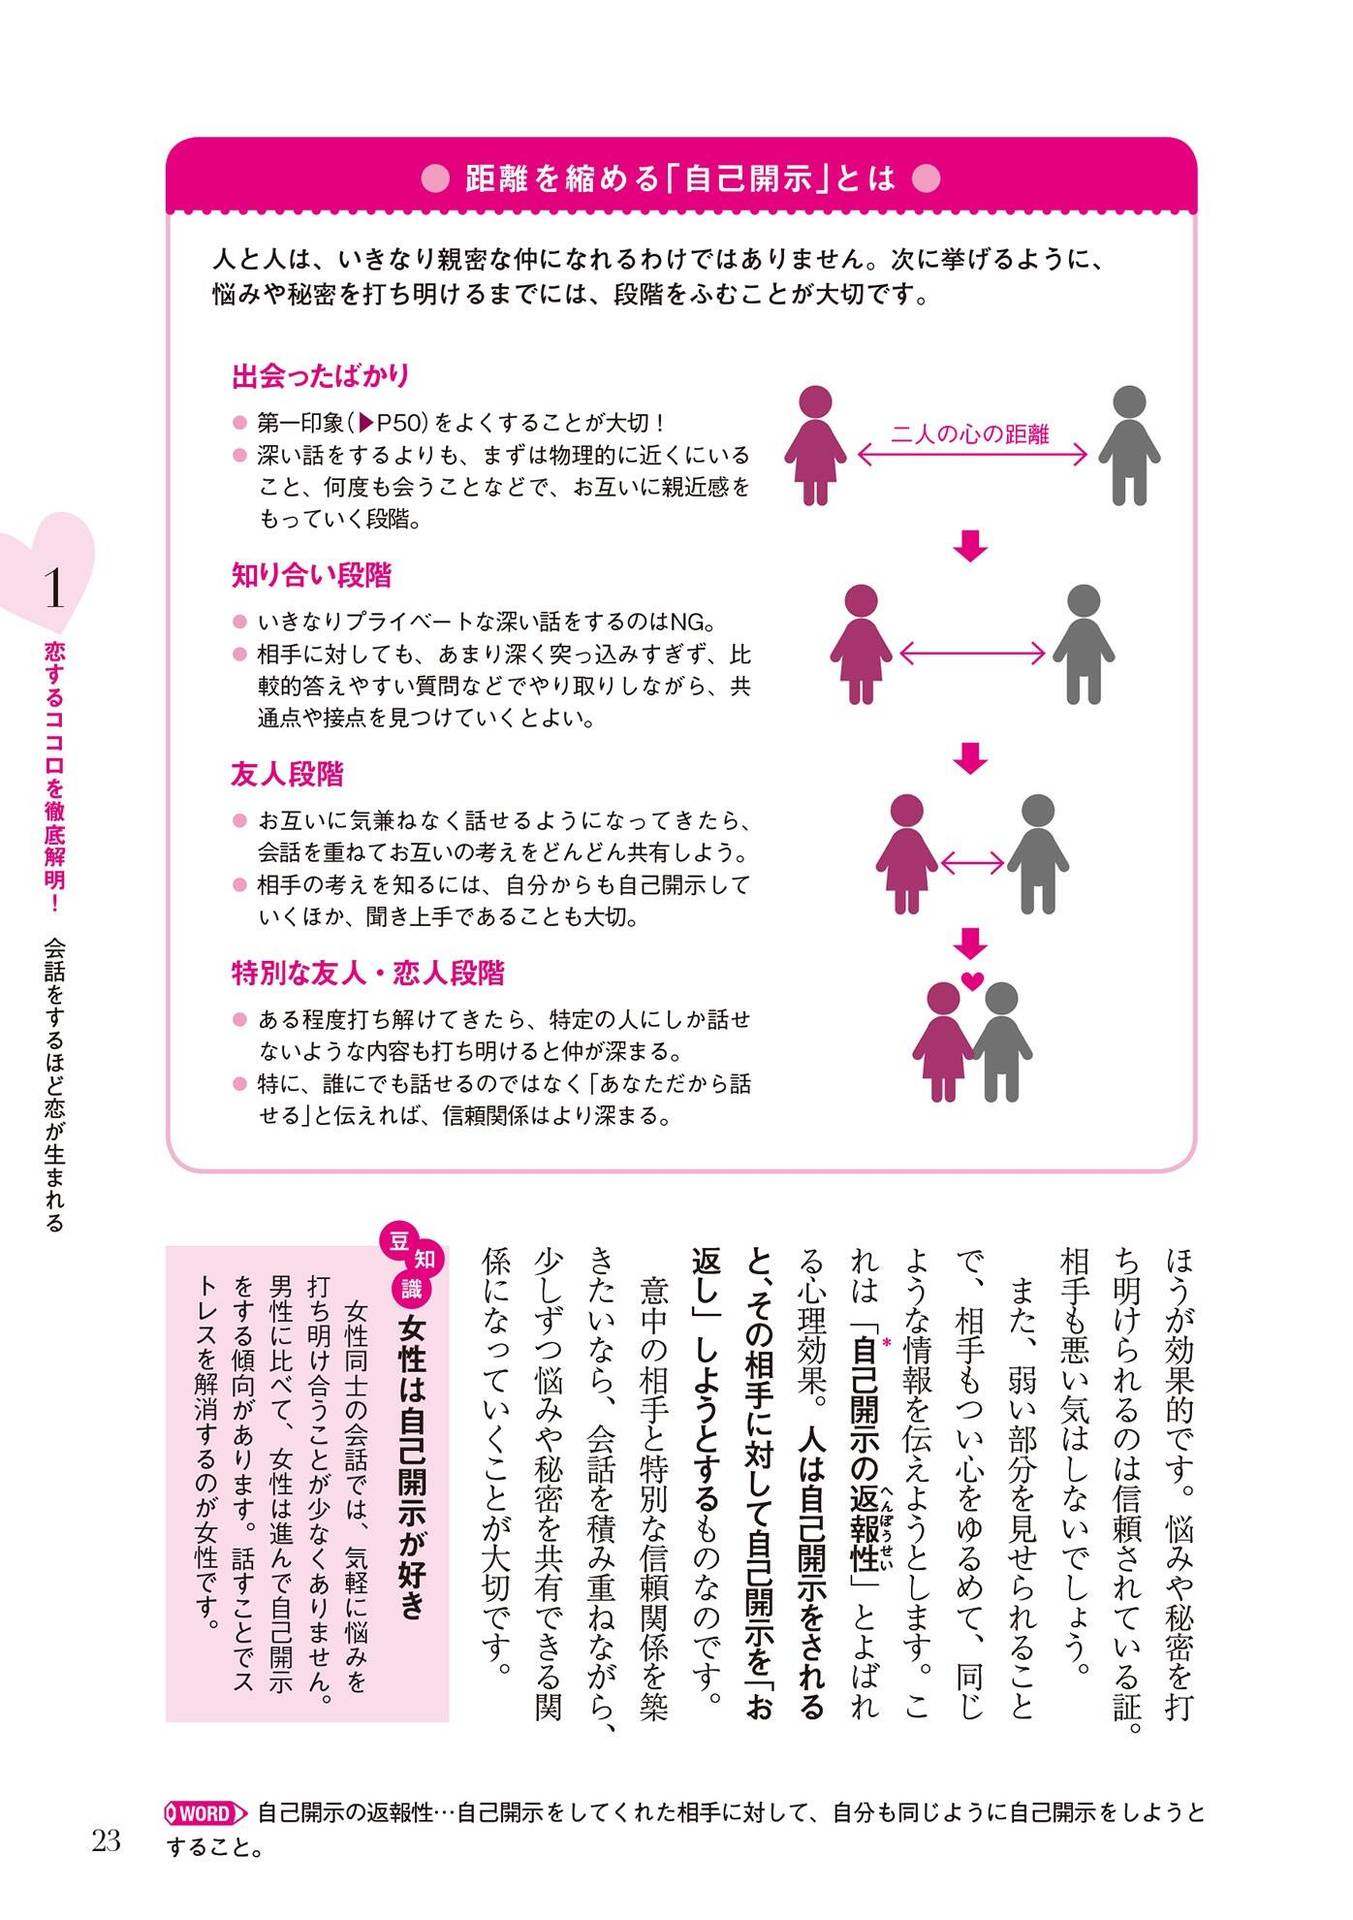 距離を縮める「自己開示」とは
人と人は、いきなり親密な仲になれるわけではありません。次に挙げるように、
悩みや秘密を打ち明けるまでには、段階をふむことが大切です。
出会ったばかり
第一印象(▶P50)をよくすることが大切!
深い話をするよりも、まずは物理的に近くにいる
こと、何度も会うことなどで、お互いに親近感を
もっていく段階。
二人の心の距離
知り合い段階
いきなりプライベートな深い話をするのはNG。
相手に対しても、あまり深く突っ込みすぎず、比
較的答えやすい質問などでやり取りしながら、共
通点や接点を見つけていくとよい。
友人段階
お互いに気兼ねなく話せるようになってきたら、
会話を重ねてお互いの考えをどんどん共有しよう。
相手の考えを知るには、自分からも自己開示して
いくほか、聞き上手であることも大切。
特別な友人・恋人段階
ある程度打ち解けてきたら、特定の人にしか話せ
ないような内容も打ち明けると仲が深まる。
特に、誰にでも話せるのではなく「あなただから話
せる」と伝えれば、信頼関係はより深まる。
1
恋するココロを徹底解明! 会話をするほど恋が生まれる
ほうが効果的です。悩みや秘密を打
ち明けられるのは信頼されている証。
相手も悪い気はしないでしょう。
また、弱い部分を見せられること
で、相手もつい心をゆるめて、同じ
ような情報を伝えようとします。こ
れは「*自己開示の返報性」とよばれ
へんぽうせい
る心理効果。人は自己開示をされる
と、その相手に対して自己開示を「お
返し」しようとするものなのです。
意中の相手と特別な信頼関係を築
きたいなら、会話を積み重ねながら、
少しずつ悩みや秘密を共有できる関
係になっていくことが大切です。
豆知識
女性は自己開示が好き
女性同士の会話では、気軽に悩みを
打ち明け合うことが少なくありません。
男性に比べて、女性は進んで自己開示
をする傾向があります。話すことでス
トレスを解消するのが女性です。
WORD 自己開示の返報性…自己開示をしてくれた相手に対して、自分も同じように自己開示をしようと
すること。
23